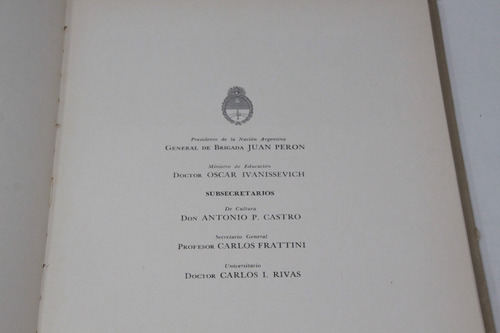 Presidente de la Nación Argentina
GENERAL DE BRIGADA JUAN PERON
Ministro de Educación
DOCTOR OSCAR IVANISSEVICH
SUBSECRETARIOS
De Cultura
DON ANTONIO P. CASTRO
Secretario General
PROFESOR CARLOS FRATTINI
Universitario
DOCTOR CARLOS I. RIVAS